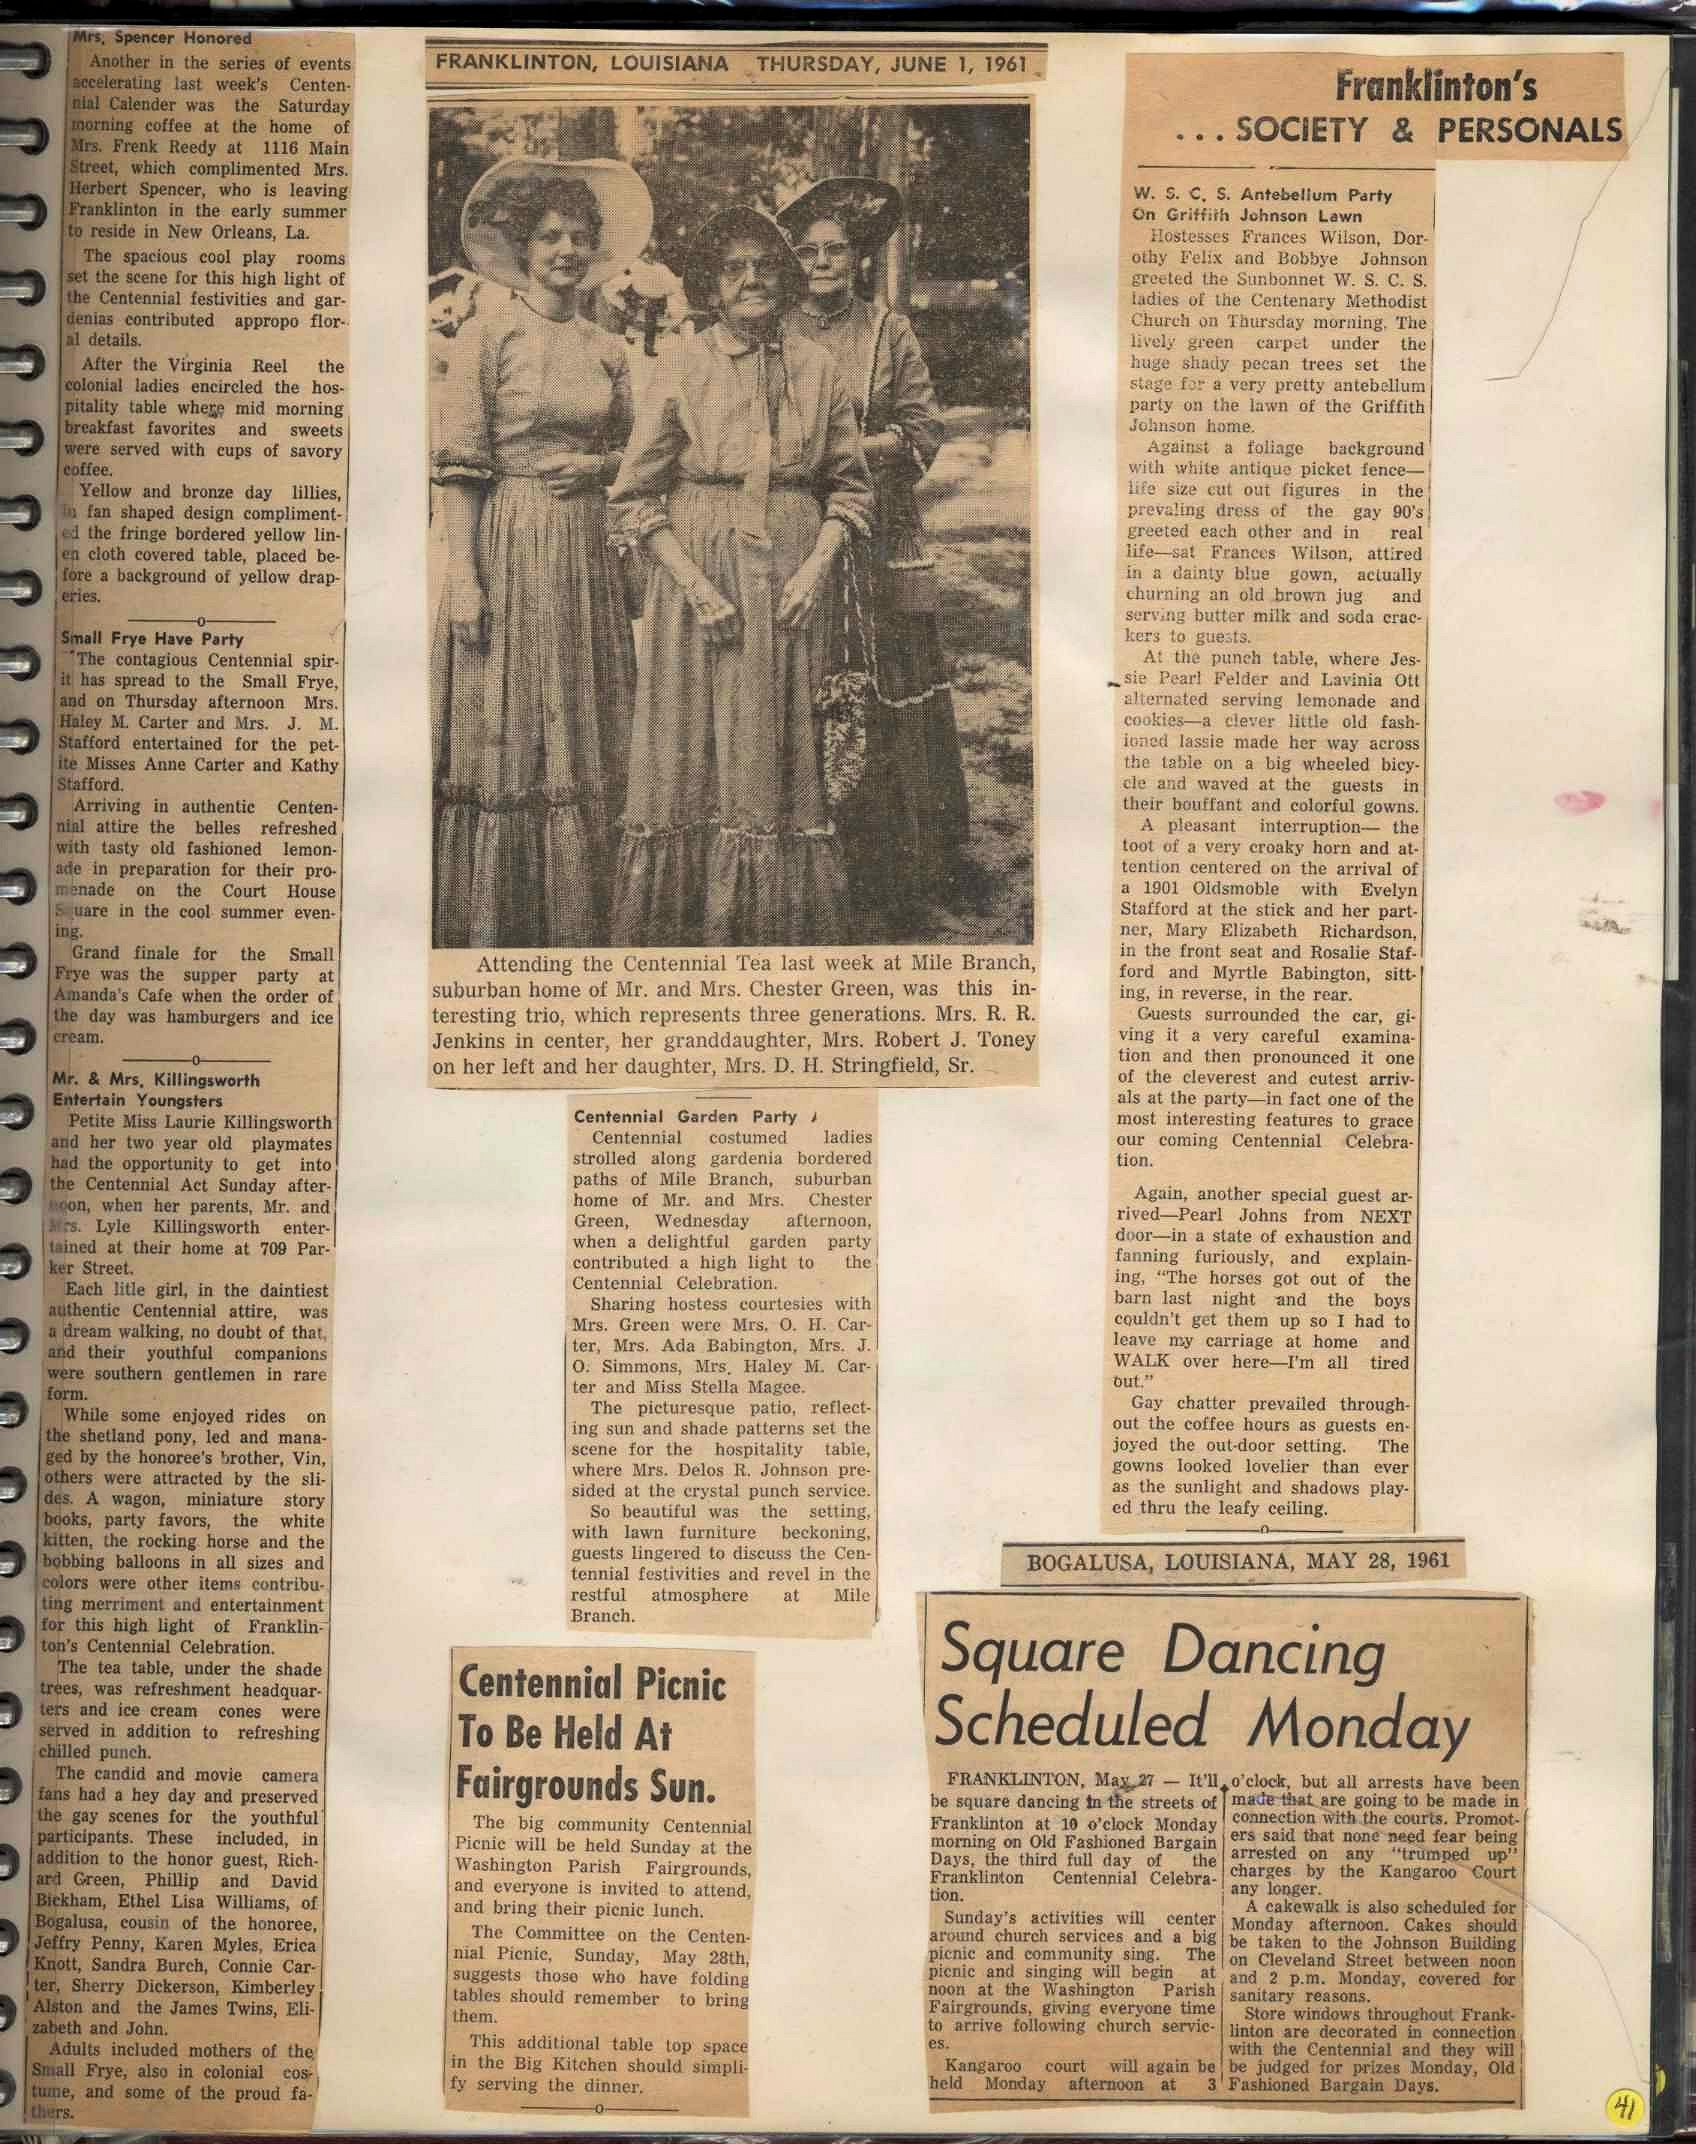 Mrs. Spencer Honored
Another in the series of events
accelerating last week's Centen-
nial Calender was the Saturday
morning coffee at the home of
Mrs. Frenk Reedy at 1116 Main
Street, which complimented Mrs.
Herbert Spencer, who is leaving
Franklinton in the early summer
to reside in New Orleans, La.
The spacious cool play rooms
set the scene for this high light of
the Centennial festivities and gar-
denias contributed appropo flor-
al details.
After the Virginia Reel the
colonial ladies encircled the hos-
pitality table where mid morning
breakfast favorites and sweets
were served with cups of savory
coffee.
Yellow and bronze day lillies,
in fan shaped design compliment-
ed the fringe bordered yellow lin-
en cloth covered table, placed be-
fore a background of yellow drap-
eries.
o
Small Frye Have Party
The contagious Centennial spir-
it has spread to the Small Frye,
and on Thursday afternoon Mrs.
Haley M. Carter and Mrs. J. M.
Stafford entertained for the pet-
ite Misses Anne Carter and Kathy
Stafford.
Arriving in authentic Centen-
nial attire the belles refreshed
with tasty old fashioned lemon-
ade in preparation for their pro-
menade on the Court House
Square in the cool summer even-
ing.
Grand finale for the Small
Frye was the supper party at
Amanda's Cafe when the order of
the day was hamburgers and ice
cream.
o
Mr. & Mrs. Killingsworth
Entertain Youngsters
Petite Miss Laurie Killingsworth
and her two year old playmates
had the opportunity to get into
the Centennial Act Sunday after-
noon, when her parents, Mr. and
Mrs. Lyle Killingsworth enter-
tained at their home at 709 Par-
ker Street.
Each litle girl, in the daintiest
authentic Centennial attire, was
a dream walking, no doubt of that,
and their youthful companions
were southern gentlemen in rare
form.
While some enjoyed rides on
the shetland pony, led and mana-
ged by the honoree's brother, Vin,
others were attracted by the sli-
des. A wagon, miniature story
books, party favors, the white
kitten, the rocking horse and the
bobbing balloons in all sizes and
colors were other items contribu-
ting merriment and entertainment
for this high light of Franklin-
ton's Centennial Celebration.
The tea table, under the shade
trees, was refreshment headquar-
ters and ice cream cones were
served in addition to refreshing
chilled punch.
The candid and movie camera
fans had a hey day and preserved
the gay scenes for the youthful
participants. These included, in
addition to the honor guest, Rich-
ard Green, Phillip and David
Bickham, Ethel Lisa Williams, of
Bogalusa, cousin of the honoree,
Jeffry Penny, Karen Myles, Erica
Knott, Sandra Burch, Connie Car-
ter, Sherry Dickerson, Kimberley
Alston and the James Twins, Eli-
zabeth and John.
Adults included mothers of the
Small Frye, also in colonial cos-
tume, and some of the proud fa-
thers.
FRANKLINTON, LOUISIANA THURSDAY, JUNE 1, 1961
Attending the Centennial Tea last week at Mile Branch,
suburban home of Mr. and Mrs. Chester Green, was this in-
teresting trio, which represents three generations. Mrs. R. R.
Jenkins in center, her granddaughter, Mrs. Robert J. Toney
on her left and her daughter, Mrs. D. H. Stringfield, Sr.
Centennial Garden Party
Centennial costumed ladies
strolled along gardenia bordered
paths of Mile Branch, suburban
home of Mr. and Mrs. Chester
Green, Wednesday afternoon,
when a delightful garden party
contributed a high light to the
Centennial Celebration.
Sharing hostess courtesies with
Mrs. Green were Mrs. O. H. Car-
ter, Mrs. Ada Babington, Mrs. J.
O. Simmons, Mrs. Haley M. Car-
ter and Miss Stella Magee.
The picturesque patio, reflect-
ing sun and shade patterns set the
scene for the hospitality table,
where Mrs. Delos R. Johnson pre-
sided at the crystal punch service.
So beautiful was the setting,
with lawn furniture beckoning,
guests lingered to discuss the Cen-
tennial festivities and revel in the
restful atmosphere at Mile
Branch.
Centennial Picnic
To Be Held At
Fairgrounds Sun.
The big community Centennial
Picnic will be held Sunday at the
Washington Parish Fairgrounds,
and everyone is invited to attend,
and bring their picnic lunch.
The Committee on the Centen-
nial Picnic, Sunday, May 28th,
suggests those who have folding
tables should remember to bring
them.
This additional table top space
in the Big Kitchen should simpli-
fy serving the dinner.
o
Franklinton's
... SOCIETY & PERSONALS
W. S. C. S. Antebellum Party
On Griffith Johnson Lawn
Hostesses Frances Wilson, Dor-
othy Felix and Bobbye Johnson
greeted the Sunbonnet W. S. C. S.
ladies of the Centenary Methodist
Church on Thursday morning. The
lively green carpet under the
huge shady pecan trees set the
stage for a very pretty antebellum
party on the lawn of the Griffith
Johnson home.
Against a foliage background
with white antique picket fence—
life size cut out figures in the
prevaling dress of the gay 90's
greeted each other and in real
life—sat Frances Wilson, attired
in a dainty blue gown, actually
churning an old brown jug and
serving butter milk and soda crac-
kers to guests.
At the punch table, where Jes-
sie Pearl Felder and Lavinia Ott
alternated serving lemonade and
cookies—a clever little old fash-
ioned lassie made her way across
the table on a big wheeled bicy-
cle and waved at the guests in
their bouffant and colorful gowns.
A pleasant interruption— the
toot of a very croaky horn and at-
tention centered on the arrival of
a 1901 Oldsmoble with Evelyn
Stafford at the stick and her part-
ner, Mary Elizabeth Richardson,
in the front seat and Rosalie Staf-
ford and Myrtle Babington, sitt-
ing, in reverse, in the rear.
Guests surrounded the car, gi-
ving it a very careful examina-
tion and then pronounced it one
of the cleverest and cutest arriv-
als at the party—in fact one of the
most interesting features to grace
our coming Centennial Celebra-
tion.
Again, another special guest ar-
rived—Pearl Johns from NEXT
door—in a state of exhaustion and
fanning furiously, and explain-
ing, "The horses got out of the
barn last night and the boys
couldn't get them up so I had to
leave my carriage at home and
WALK over here—I'm all tired
out."
Gay chatter prevailed through-
out the coffee hours as guests en-
joyed the out-door setting. The
gowns looked lovelier than ever
as the sunlight and shadows play-
ed thru the leafy ceiling.
o
BOGALUSA, LOUISIANA, MAY 28, 1961
Square Dancing
Scheduled Monday
FRANKLINTON, May 27 — It'll
be square dancing in the streets of
Franklinton at 10 o'clock Monday
morning on Old Fashioned Bargain
Days, the third full day of the
Franklinton Centennial Celebra-
tion.
Sunday's activities will center
around church services and a big
picnic and community sing. The
picnic and singing will begin at
noon at the Washington Parish
Fairgrounds, giving everyone time
to arrive following church servic-
es.
Kangaroo court will again be
held Monday afternoon at 3
o'clock, but all arrests have been
made that are going to be made in
connection with the courts. Promot-
ers said that none need fear being
arrested on any "trumped up"
charges by the Kangaroo Court
any longer.
A cakewalk is also scheduled for
Monday afternoon. Cakes should
be taken to the Johnson Building
on Cleveland Street between noon
and 2 p.m. Monday, covered for
sanitary reasons.
Store windows throughout Frank-
linton are decorated in connection
with the Centennial and they will
be judged for prizes Monday, Old
Fashioned Bargain Days.
41